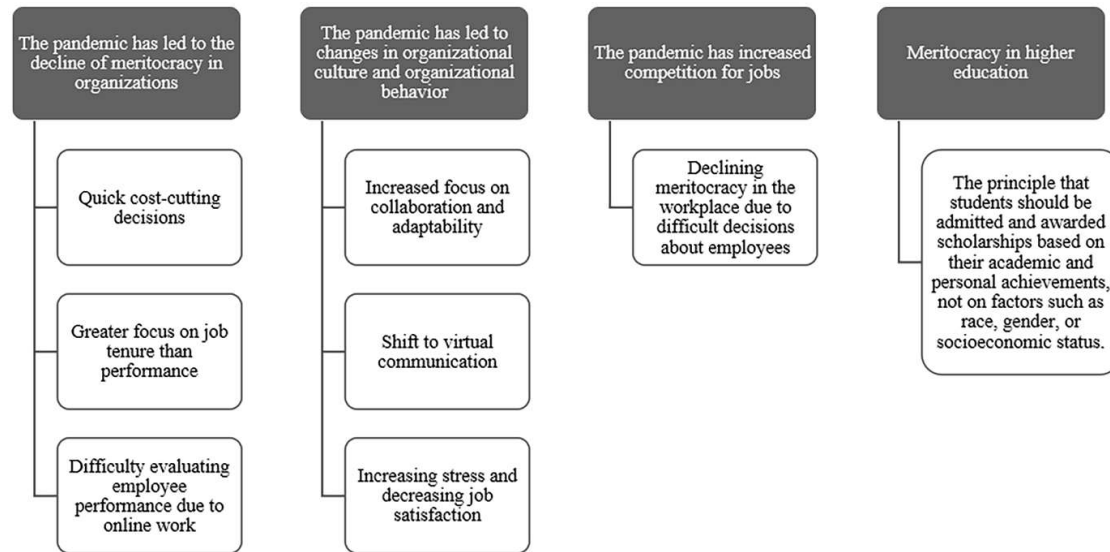 The pandemic has led to the
decline of meritocracy in
organizations
Quick cost-cutting
decisions
Greater focus on job
tenure than
performance
Difficulty evaluating
employee
performance due to
online work
The pandemic has led to
changes in organizational
culture and organizational
behavior
Increased focus on
collaboration and
adaptability
Shift to virtual
communication
Increasing stress and
decreasing job
satisfaction
The pandemic has increased
competition for jobs
Declining
meritocracy in the
workplace due to
difficult decisions
about employees
Meritocracy in higher
education
The principle that
students should be
admitted and awarded
scholarships based on
their academic and
personal achievements,
not on factors such as
race, gender, or
socioeconomic status.